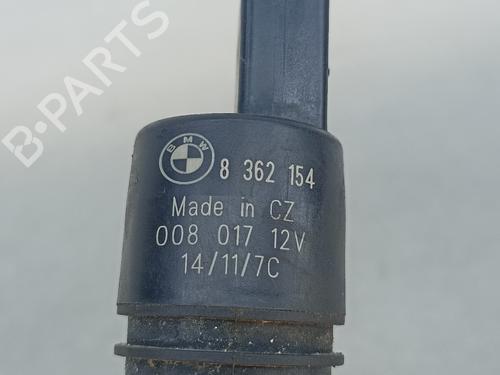 B-PARTS
BMW
8 362 154
Made in CZ
008 017 12V
14/11/7C